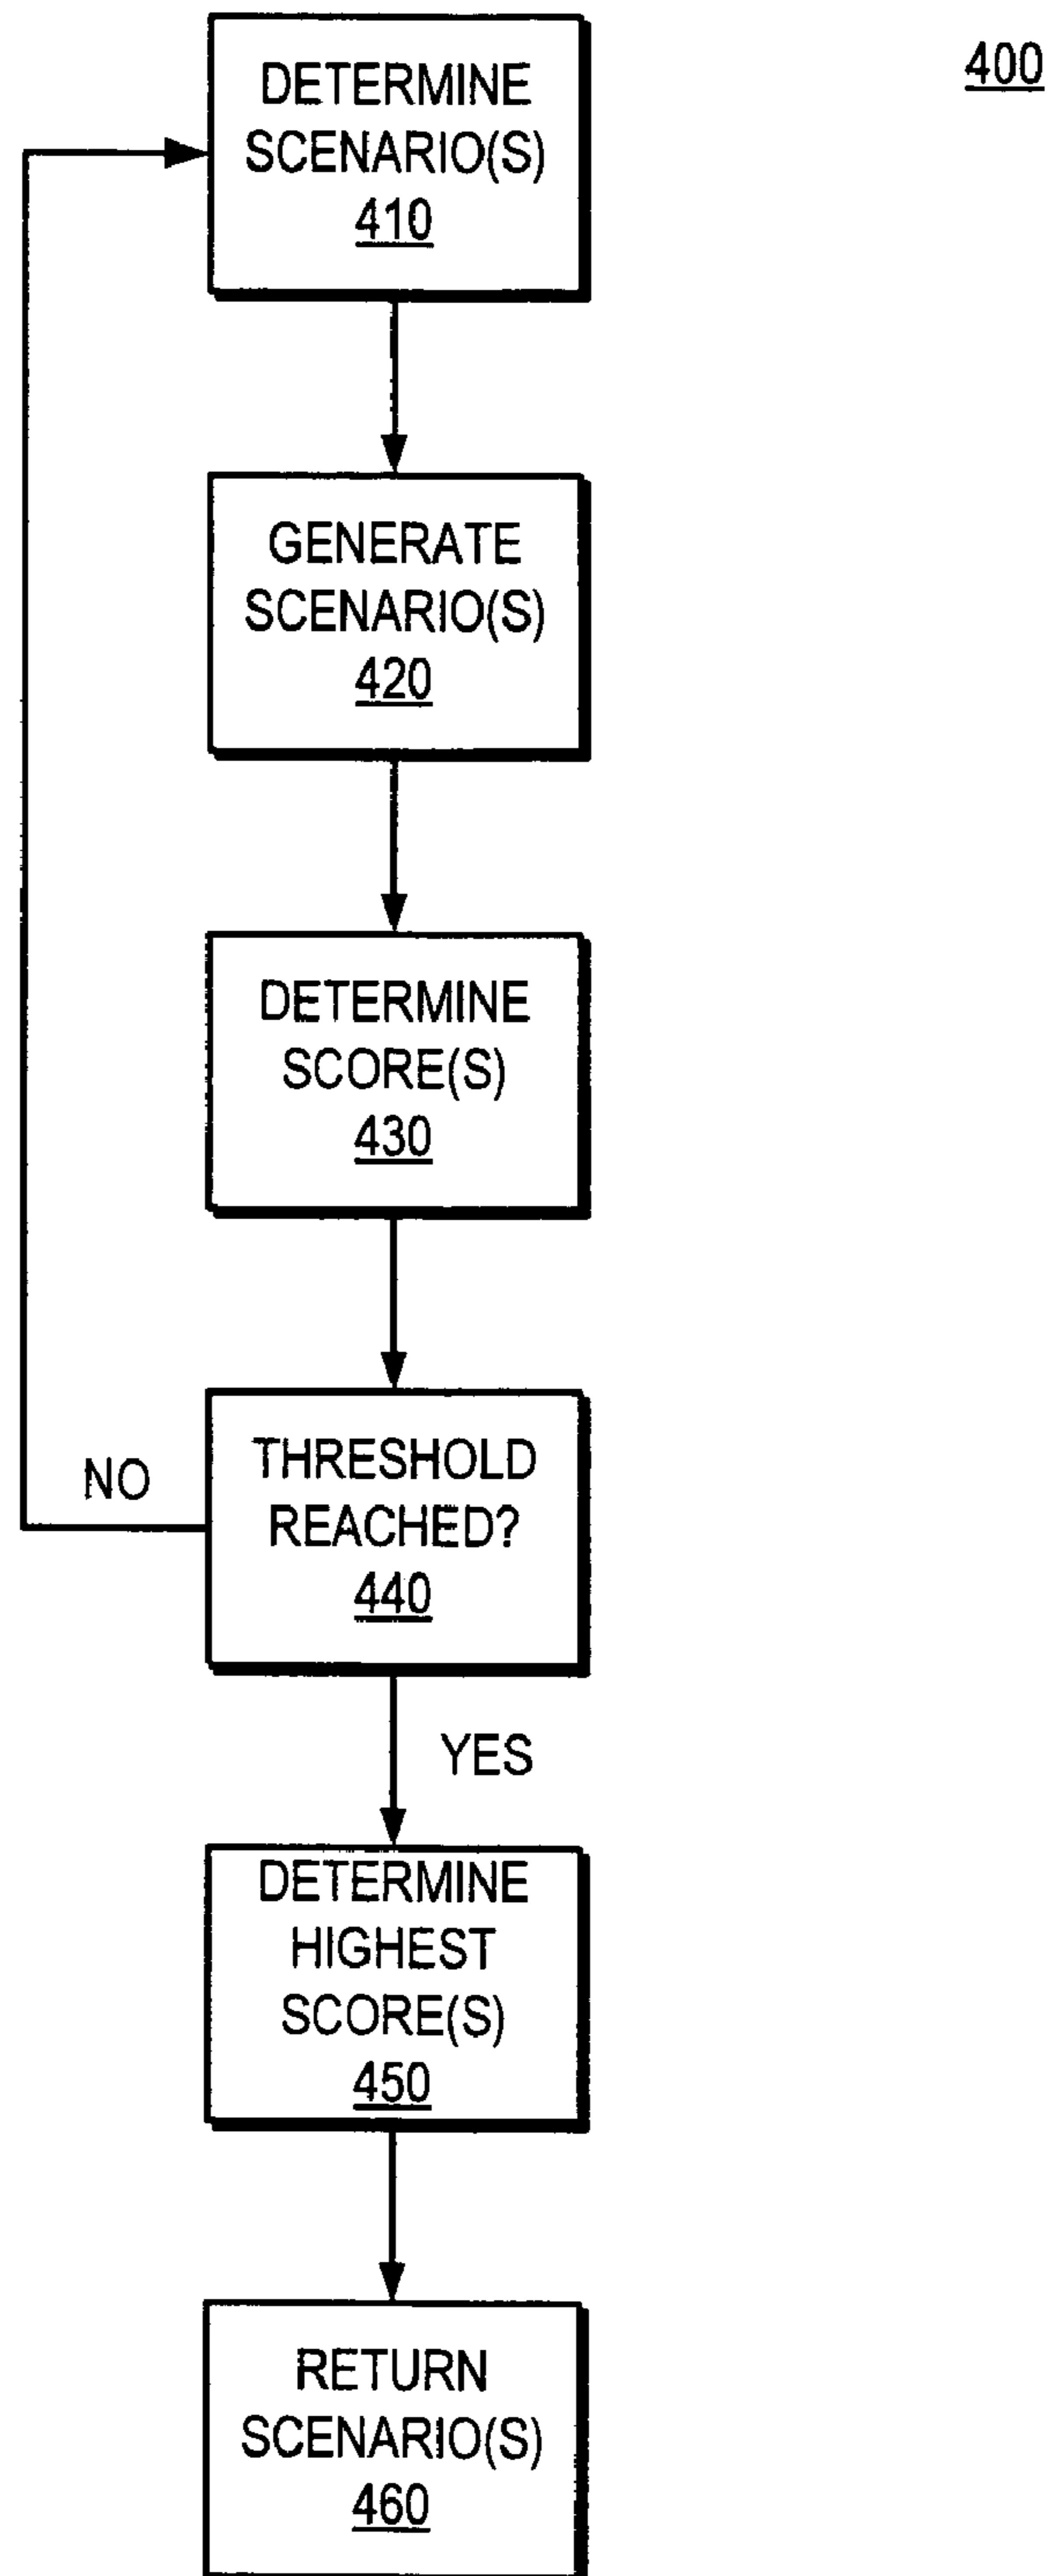 400
DETERMINE
SCENARIO(S)
410
GENERATE
SCENARIO(S)
420
DETERMINE
SCORE(S)
430
THRESHOLD
REACHED?
440
NO
YES
DETERMINE
HIGHEST
SCORE(S)
450
RETURN
SCENARIO(S)
460